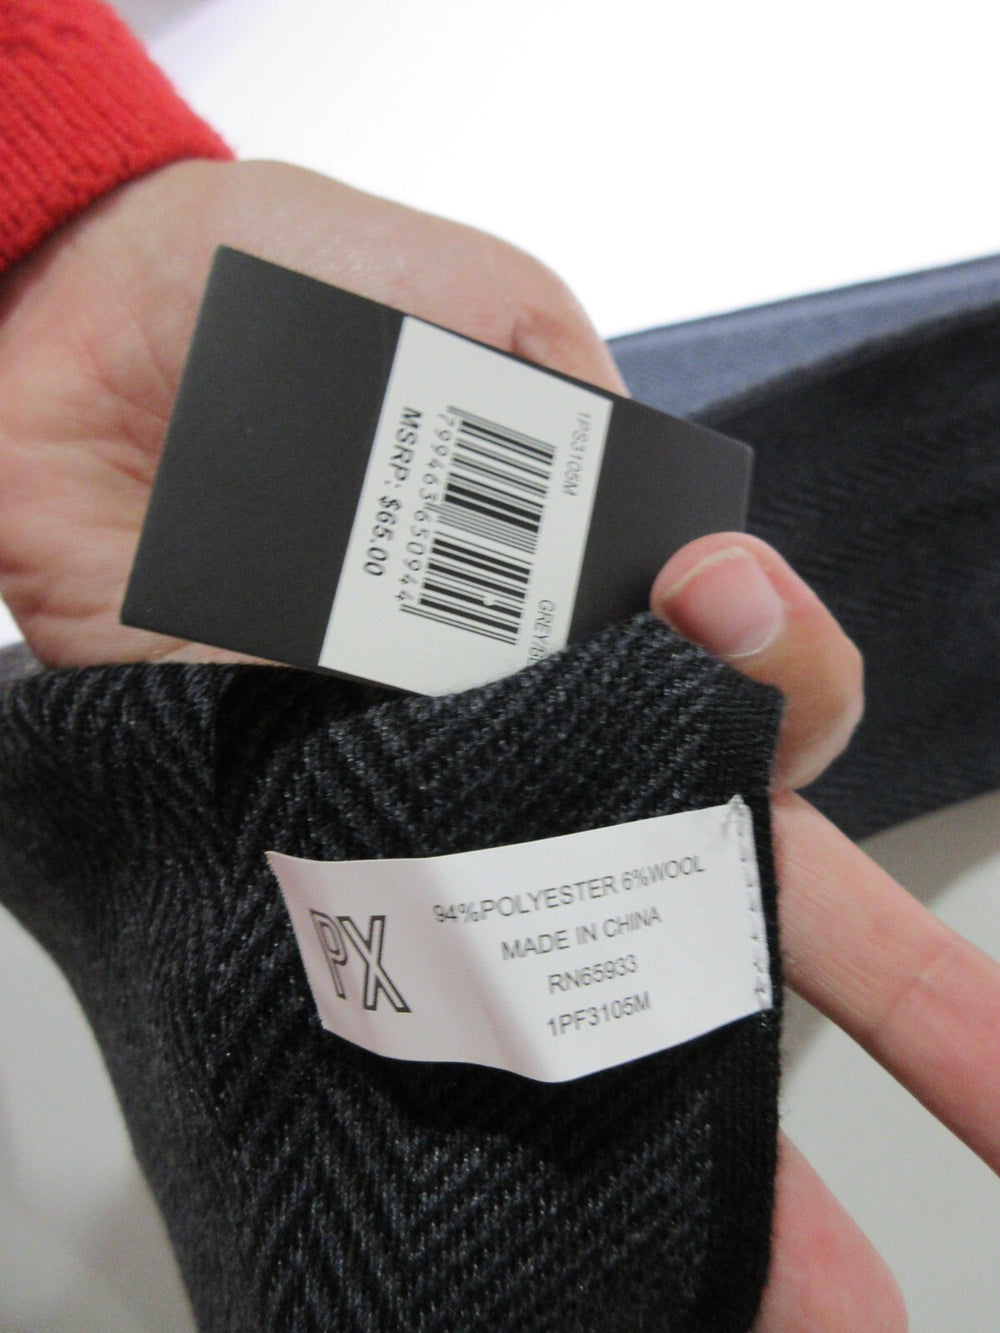 1PS3105M
GREY/B
799463650944
MSRP: $65.00
PX
94%POLYESTER 6%WOOL
MADE IN CHINA
RN65933
1PF3105M